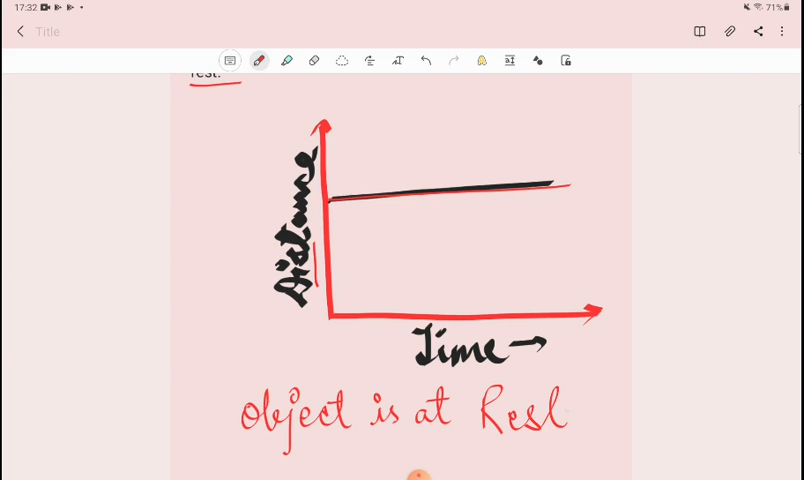 17:32
71%
Title
rest.
Distance
Time
object is at Rest